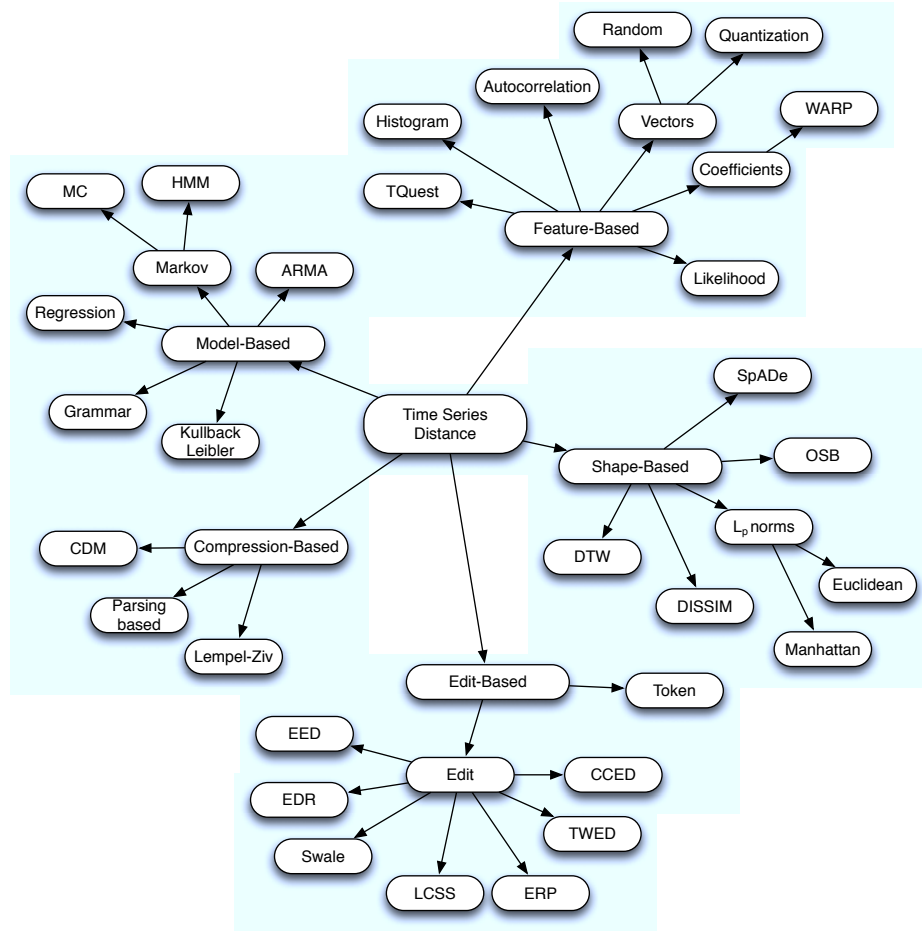 Random
Quantization
Autocorrelation
WARP
Histogram
Vectors
Coefficients
TQuest
Feature-Based
Likelihood
MC
HMM
Markov
ARMA
Regression
Model-Based
Grammar
Kullback
Leibler
Time Series
Distance
SpADe
OSB
Shape-Based
Lp norms
DTW
Euclidean
DISSIM
Manhattan
CDM
Compression-Based
Parsing
based
Lempel-Ziv
Edit-Based
Token
EED
Edit
CCED
EDR
TWED
Swale
LCSS
ERP